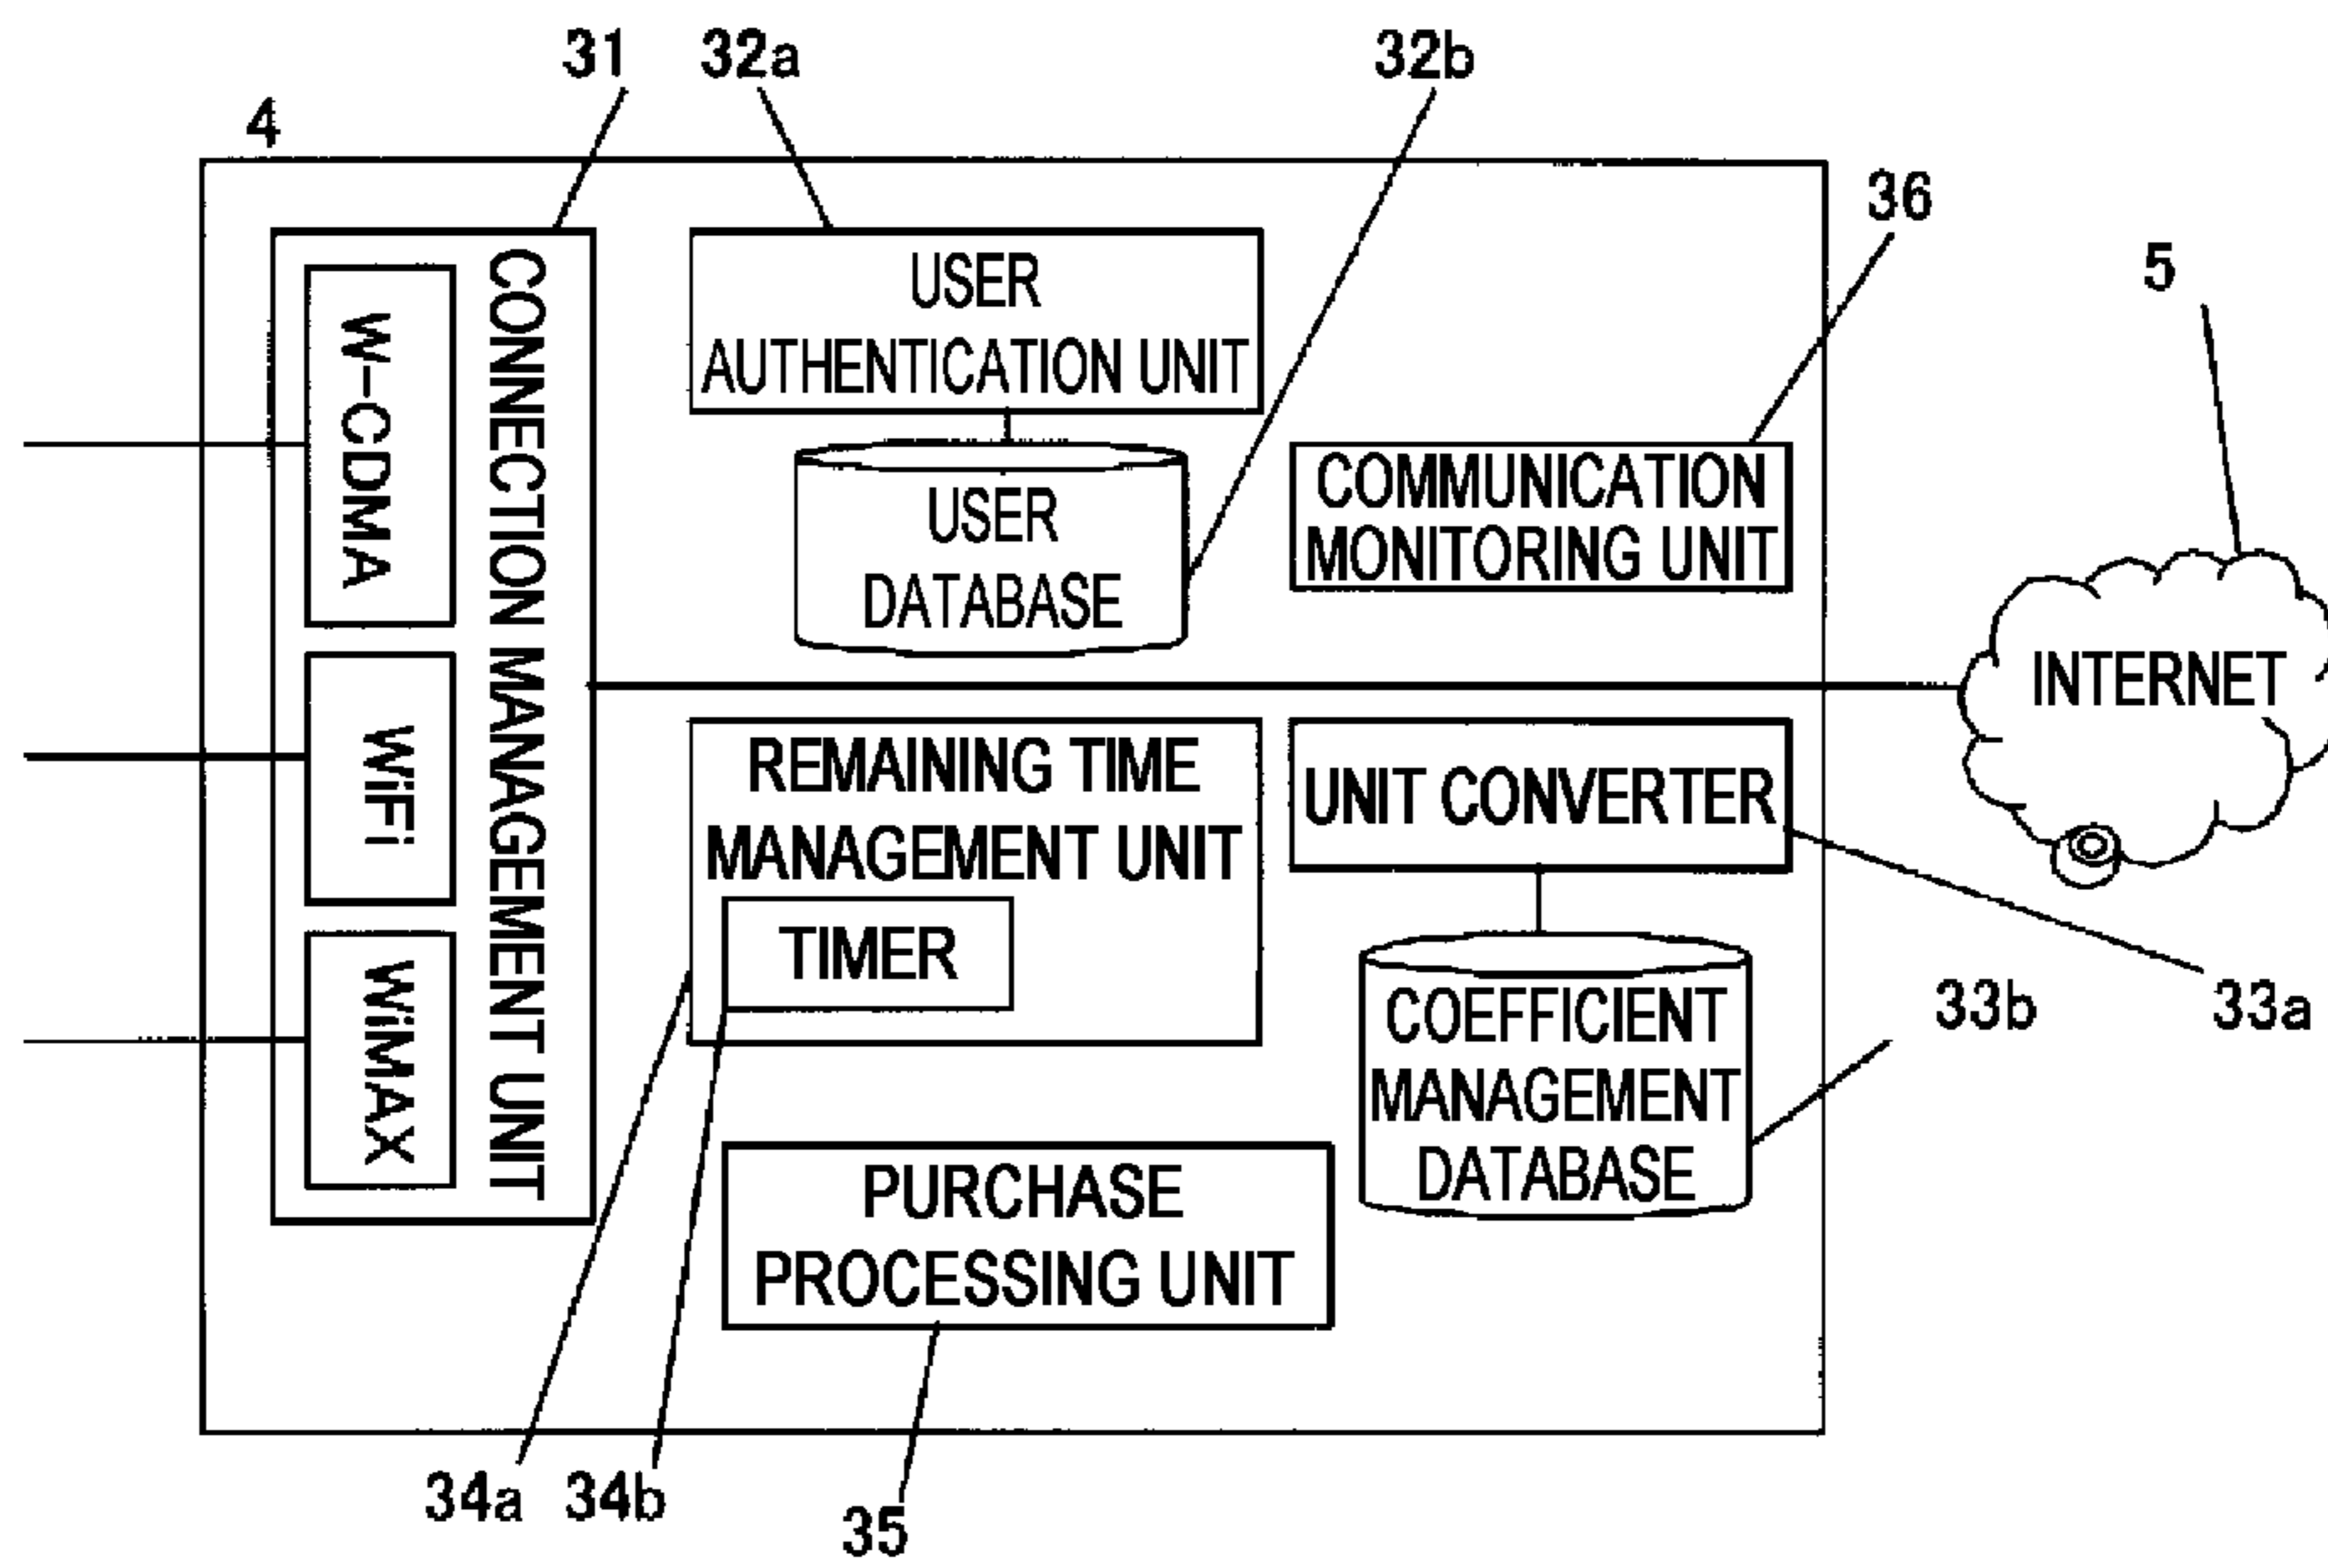 31
32a
32b
4
36
5
CONNECTION MANAGEMENT UNIT
W-CDMA
WiFi
WiMAX
USER
AUTHENTICATION UNIT
USER
DATABASE
COMMUNICATION
MONITORING UNIT
INTERNET
REMAINING TIME
MANAGEMENT UNIT
TIMER
UNIT CONVERTER
COEFFICIENT
MANAGEMENT
DATABASE
33b
33a
PURCHASE
PROCESSING UNIT
34a
34b
35